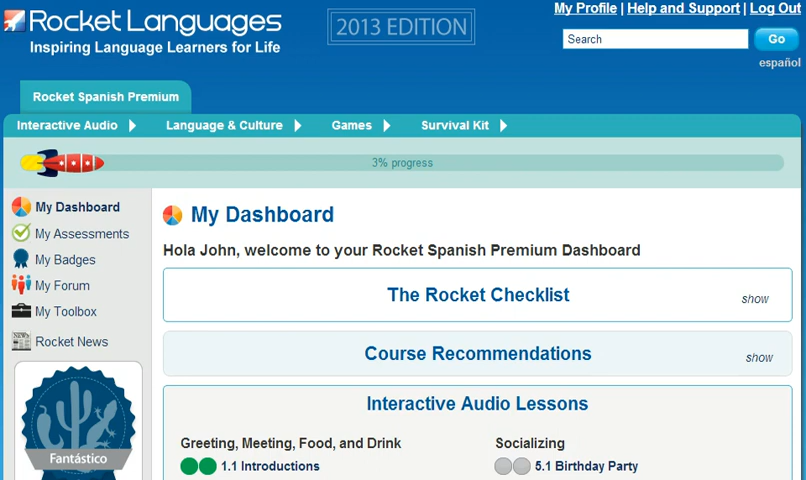 Rocket Languages
Inspiring Language Learners for Life
2013 EDITION
My Profile | Help and Support | Log Out
Search
Go
español
Rocket Spanish Premium
Interactive Audio
Language & Culture
Games
Survival Kit
3% progress
My Dashboard
My Assessments
My Badges
My Forum
My Toolbox
NEWS
Rocket News
Fantástico
My Dashboard
Hola John, welcome to your Rocket Spanish Premium Dashboard
The Rocket Checklist
show
Course Recommendations
show
Interactive Audio Lessons
Greeting, Meeting, Food, and Drink
1.1 Introductions
Socializing
5.1 Birthday Party